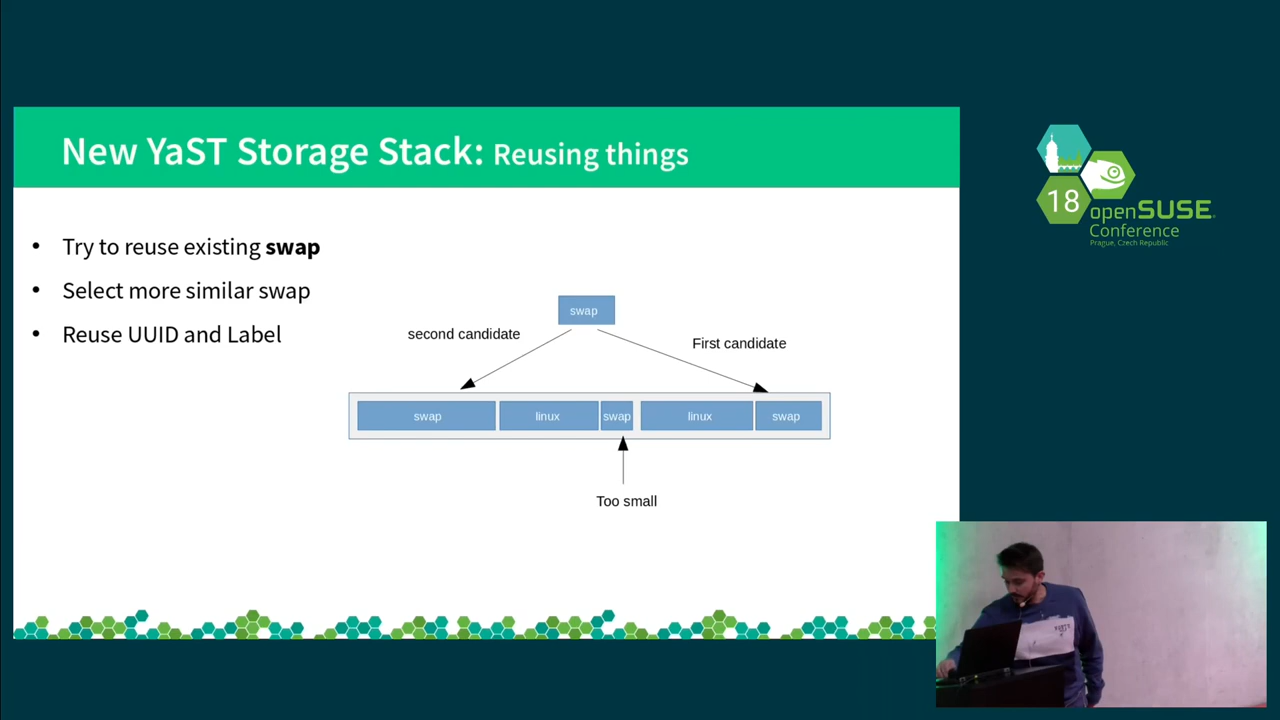 New YaST Storage Stack: Reusing things
• Try to reuse existing swap
• Select more similar swap
• Reuse UUID and Label
swap
second candidate
First candidate
swap
linux
swap
linux
swap
Too small
18
openSUSE
Conference
Prague, Czech Republic